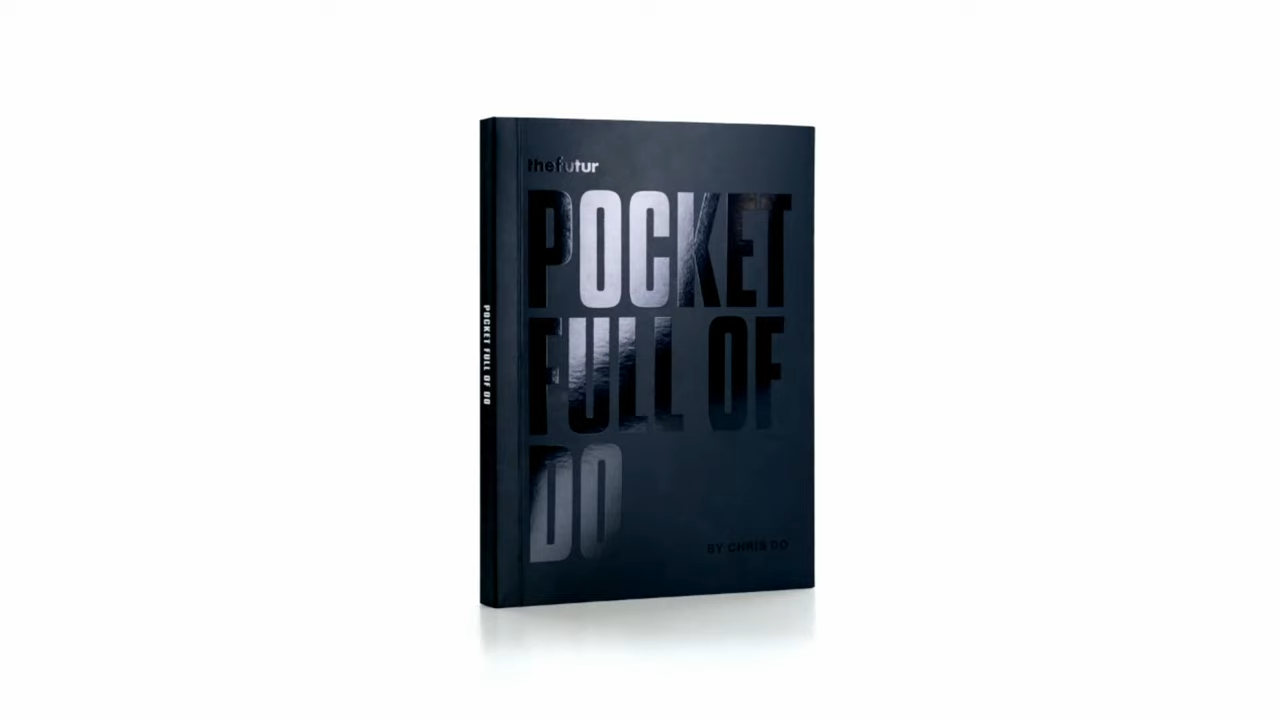 thefutur
POCKET
FULL OF
DO
BY CHRIS DO
POCKET FULL OF DO